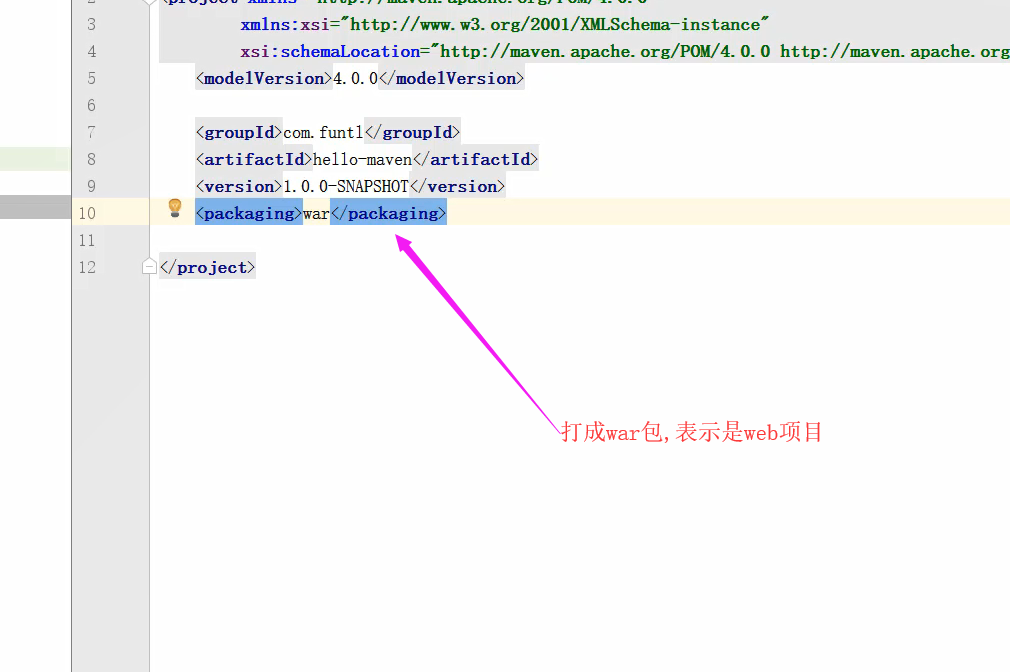 2 <project xmlns="http://maven.apache.org/POM/4.0.0"
3 xmlns:xsi="http://www.w3.org/2001/XMLSchema-instance"
4 xsi:schemaLocation="http://maven.apache.org/POM/4.0.0 http://maven.apache.org
5 <modelVersion>4.0.0</modelVersion>
6
7 <groupId>com.funtl</groupId>
8 <artifactId>hello-maven</artifactId>
9 <version>1.0.0-SNAPSHOT</version>
10 <packaging>war</packaging>
11
12 </project>
打成war包,表示是web项目